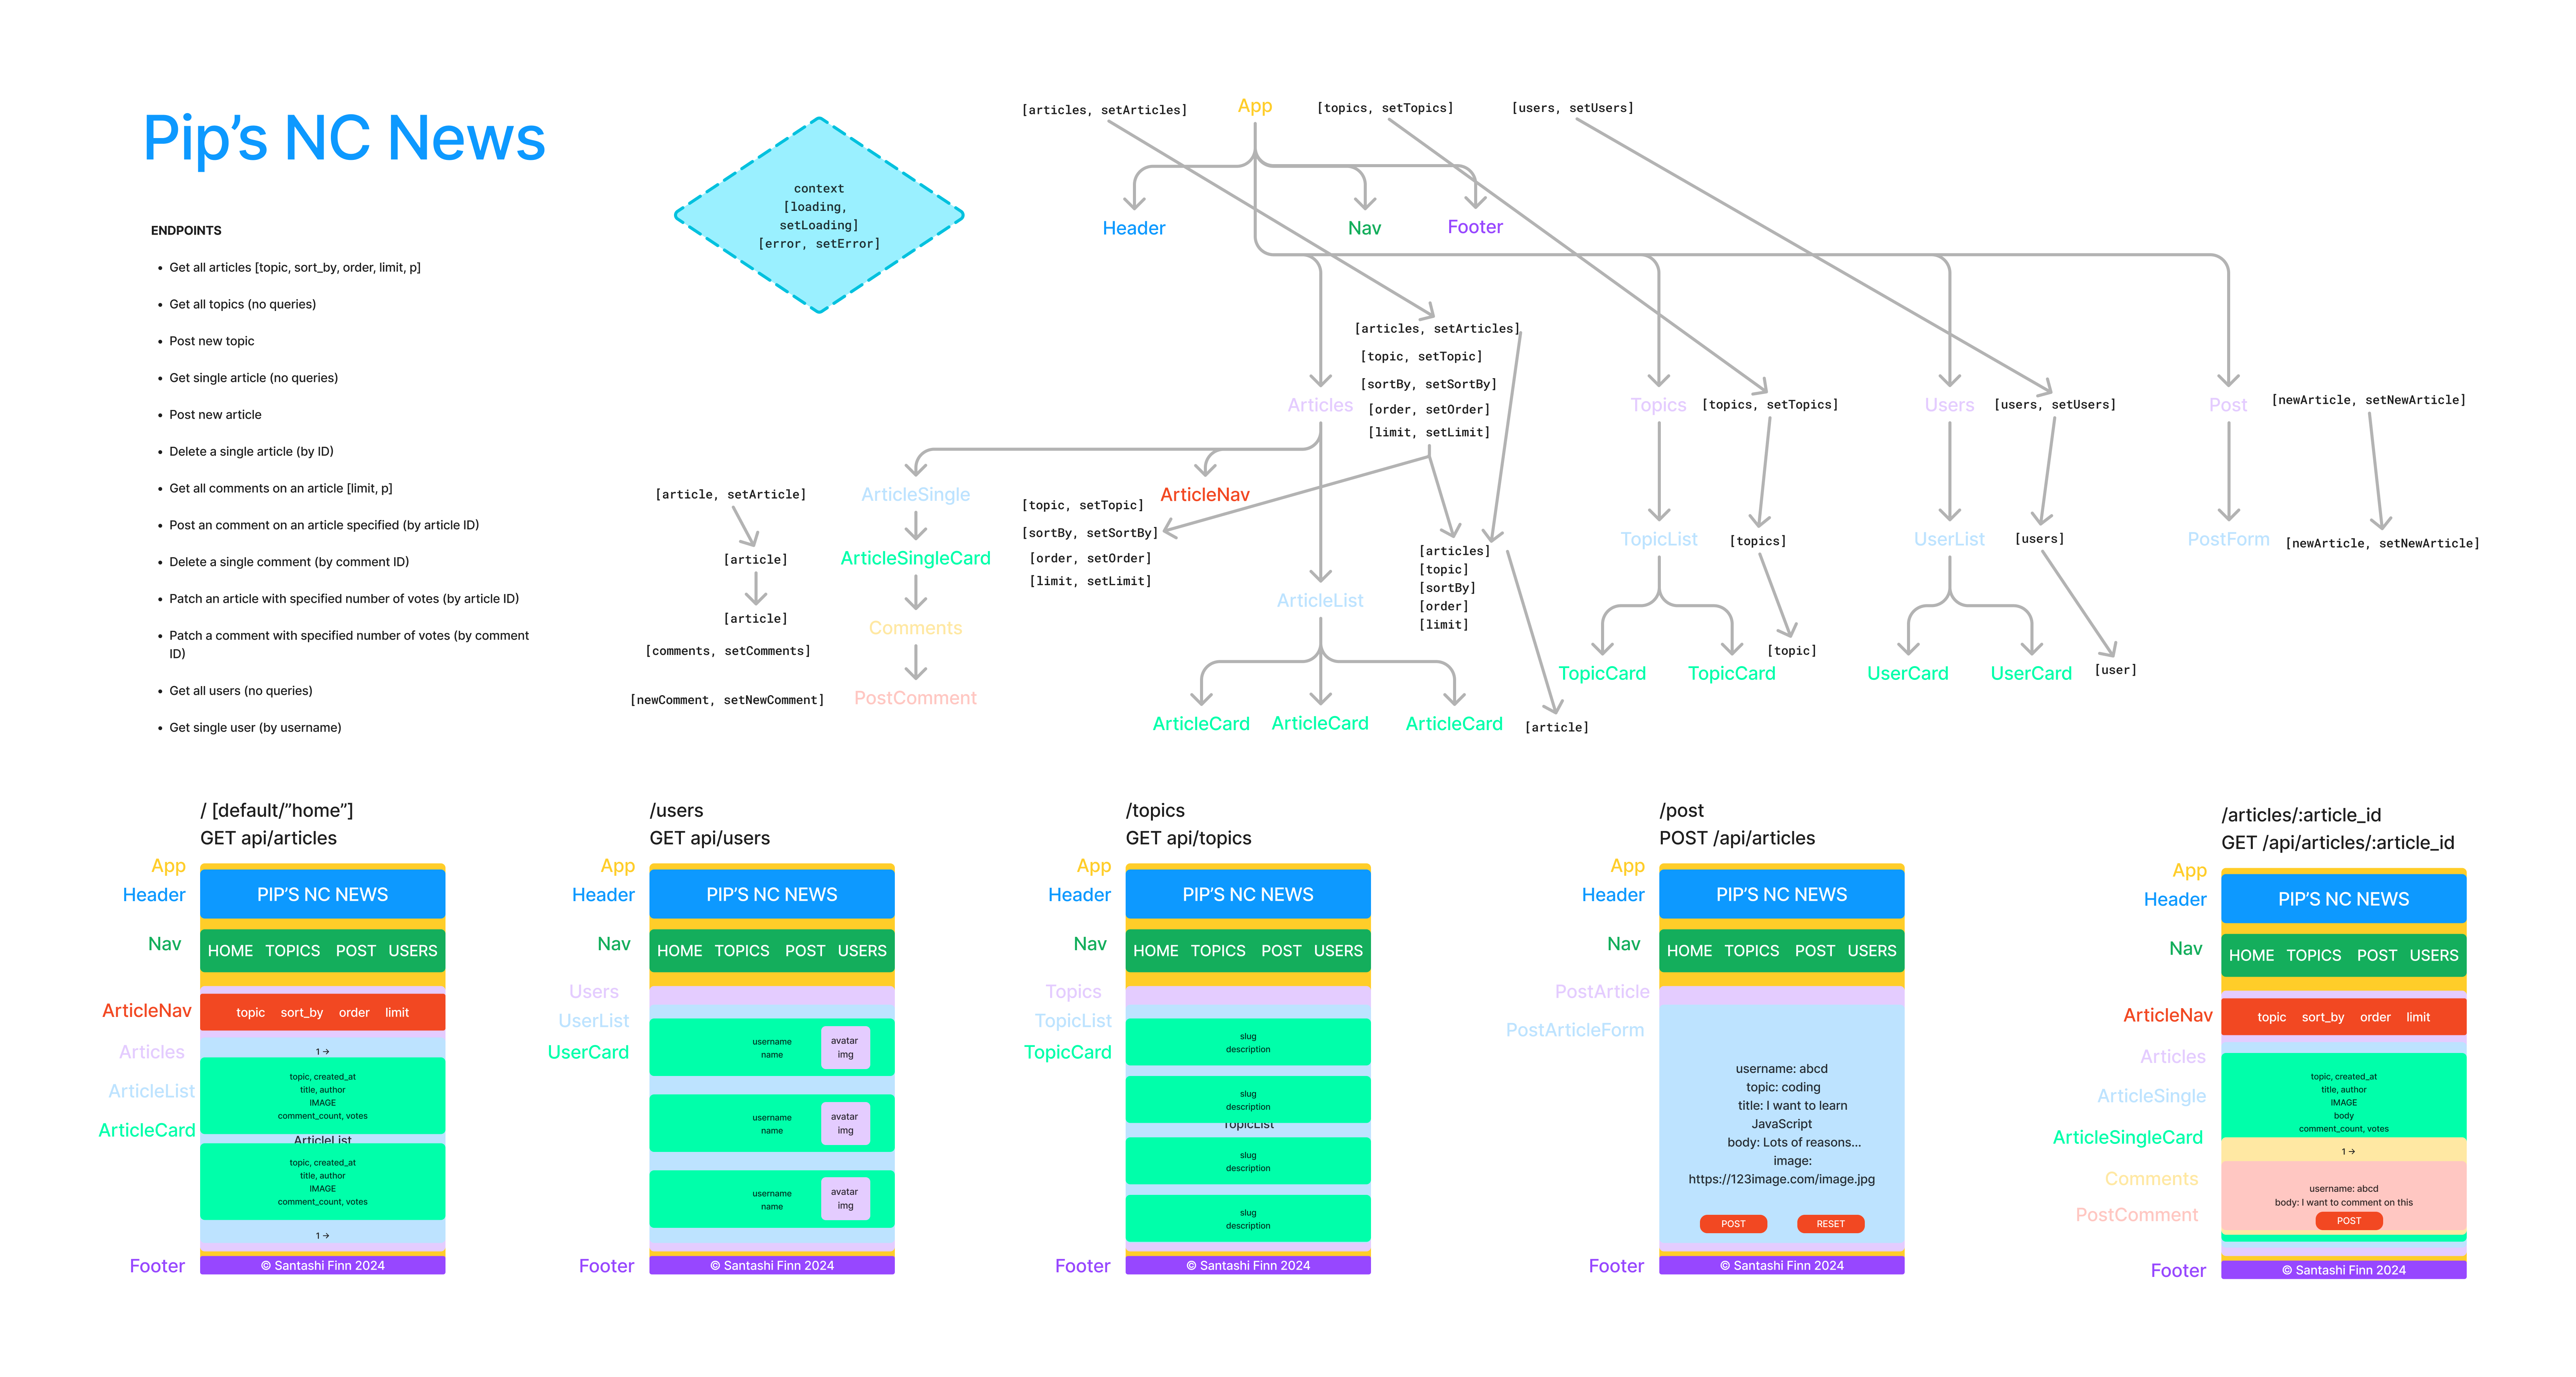 Pip's NC News
ENDPOINTS
Get all articles [topic, sort_by, order, limit, p]
Get all topics (no queries)
Post new topic
Get single article (no queries)
Post new article
Delete a single article (by ID)
Get all comments on an article [limit, p]
Post an comment on an article specified (by article ID)
Delete a single comment (by comment ID)
Patch an article with specified number of votes (by article ID)
Patch a comment with specified number of votes (by comment
ID)
Get all users (no queries)
Get single user (by username)
context
[loading,
setLoading]
[error, setError]
[articles, setArticles]
App
[topics, setTopics]
[users, setUsers]
Header
Nav
Footer
Articles
[articles, setArticles]
[topic, setTopic]
[sortBy, setSortBy]
[order, setOrder]
[limit, setLimit]
Topics
[topics, setTopics]
Users
[users, setUsers]
Post
[newArticle, setNewArticle]
[article, setArticle]
ArticleSingle
[article]
ArticleSingleCard
[article]
Comments
[comments, setComments]
[newComment, setNewComment]
PostComment
ArticleNav
[topic, setTopic]
[sortBy, setSortBy]
[order, setOrder]
[limit, setLimit]
ArticleList
[articles]
[topic]
[sortBy]
[order]
[limit]
ArticleCard
ArticleCard
ArticleCard
[article]
TopicList
[topics]
TopicCard
TopicCard
[topic]
UserList
[users]
UserCard
UserCard
[user]
PostForm
[newArticle, setNewArticle]
/ [default/”home”]
GET api/articles
App
Header
PIP'S NC NEWS
Nav
HOME TOPICS POST USERS
ArticleNav
topic sort_by order limit
Articles
1 →
ArticleList
topic, created_at
title, author
IMAGE
comment_count, votes
ArticleCard
ArticleList
topic, created_at
title, author
IMAGE
comment_count, votes
1 →
Footer
© Santashi Finn 2024
/users
GET api/users
App
Header
PIP'S NC NEWS
Nav
HOME TOPICS POST USERS
Users
UserList
UserCard
username
name
avatar
img
username
name
avatar
img
username
name
avatar
img
Footer
© Santashi Finn 2024
/topics
GET api/topics
App
Header
PIP'S NC NEWS
Nav
HOME TOPICS POST USERS
Topics
TopicList
TopicCard
slug
description
slug
description
TopicList
slug
description
slug
description
Footer
© Santashi Finn 2024
/post
POST /api/articles
App
Header
PIP'S NC NEWS
Nav
HOME TOPICS POST USERS
PostArticle
PostArticleForm
username: abcd
topic: coding
title: I want to learn
JavaScript
body: Lots of reasons...
image:
https://123image.com/image.jpg
POST
RESET
Footer
© Santashi Finn 2024
/articles/:article_id
GET /api/articles/:article_id
App
Header
PIP'S NC NEWS
Nav
HOME TOPICS POST USERS
ArticleNav
topic sort_by order limit
Articles
ArticleSingle
topic, created_at
title, author
IMAGE
body
comment_count, votes
ArticleSingleCard
1 →
Comments
username: abcd
body: I want to comment on this
PostComment
POST
Footer
© Santashi Finn 2024